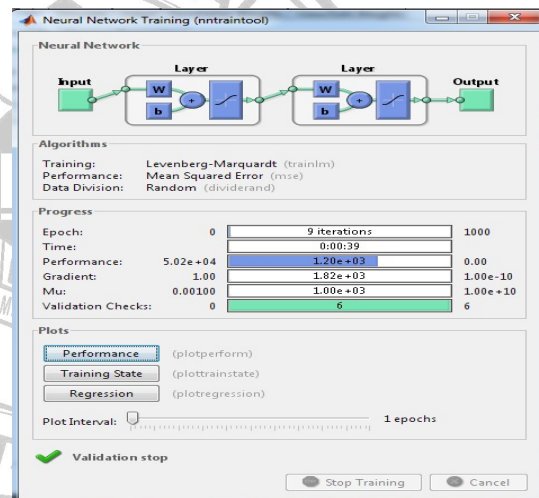 Neural Network Training (nntraintool)
Neural Network
Layer Layer
Input Output
W W
b b
+ +
Algorithms
Training: Levenberg-Marquardt (trainlm)
Performance: Mean Squared Error (mse)
Data Division: Random (dividerand)
Progress
Epoch: 0 9 iterations 1000
Time: 0:00:39
Performance: 5.02e+04 1.20e+03 0.00
Gradient: 1.00 1.82e+03 1.00e-10
Mu: 0.00100 1.00e+03 1.00e+10
Validation Checks: 0 6 6
Plots
Performance (plotperform)
Training State (plottrainstate)
Regression (plotregression)
Plot Interval: 1 epochs
Validation stop
Stop Training Cancel